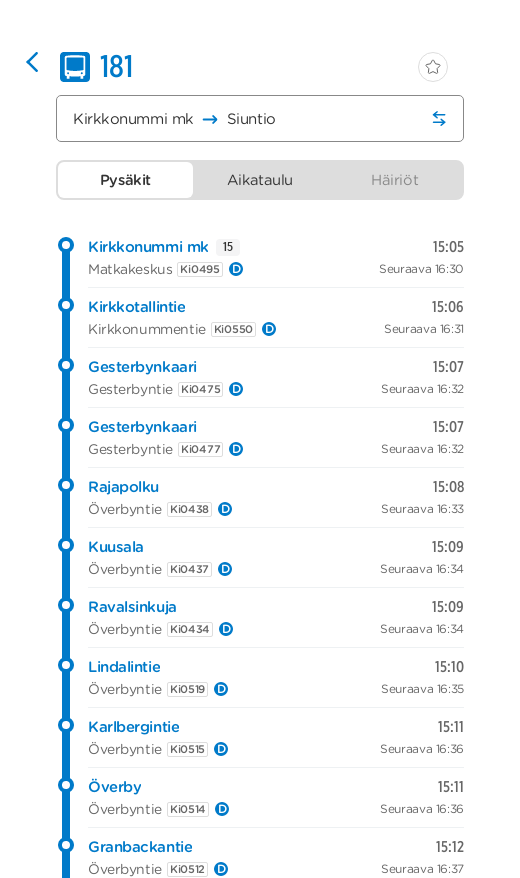 181
Kirkkonummi mk → Siuntio
Pysäkit Aikataulu Häiriöt
Kirkkonummi mk 15 15:05
Matkakeskus Ki0495 D Seuraava 16:30
Kirkkotallintie 15:06
Kirkkonummentie Ki0550 D Seuraava 16:31
Gesterbynkaari 15:07
Gesterbyntie Ki0475 D Seuraava 16:32
Gesterbynkaari 15:07
Gesterbyntie Ki0477 D Seuraava 16:32
Rajapolku 15:08
Överbyntie Ki0438 D Seuraava 16:33
Kuusala 15:09
Överbyntie Ki0437 D Seuraava 16:34
Ravalsinkuja 15:09
Överbyntie Ki0434 D Seuraava 16:34
Lindalintie 15:10
Överbyntie Ki0519 D Seuraava 16:35
Karlbergintie 15:11
Överbyntie Ki0515 D Seuraava 16:36
Överby 15:11
Överbyntie Ki0514 D Seuraava 16:36
Granbackantie 15:12
Överbyntie Ki0512 D Seuraava 16:37